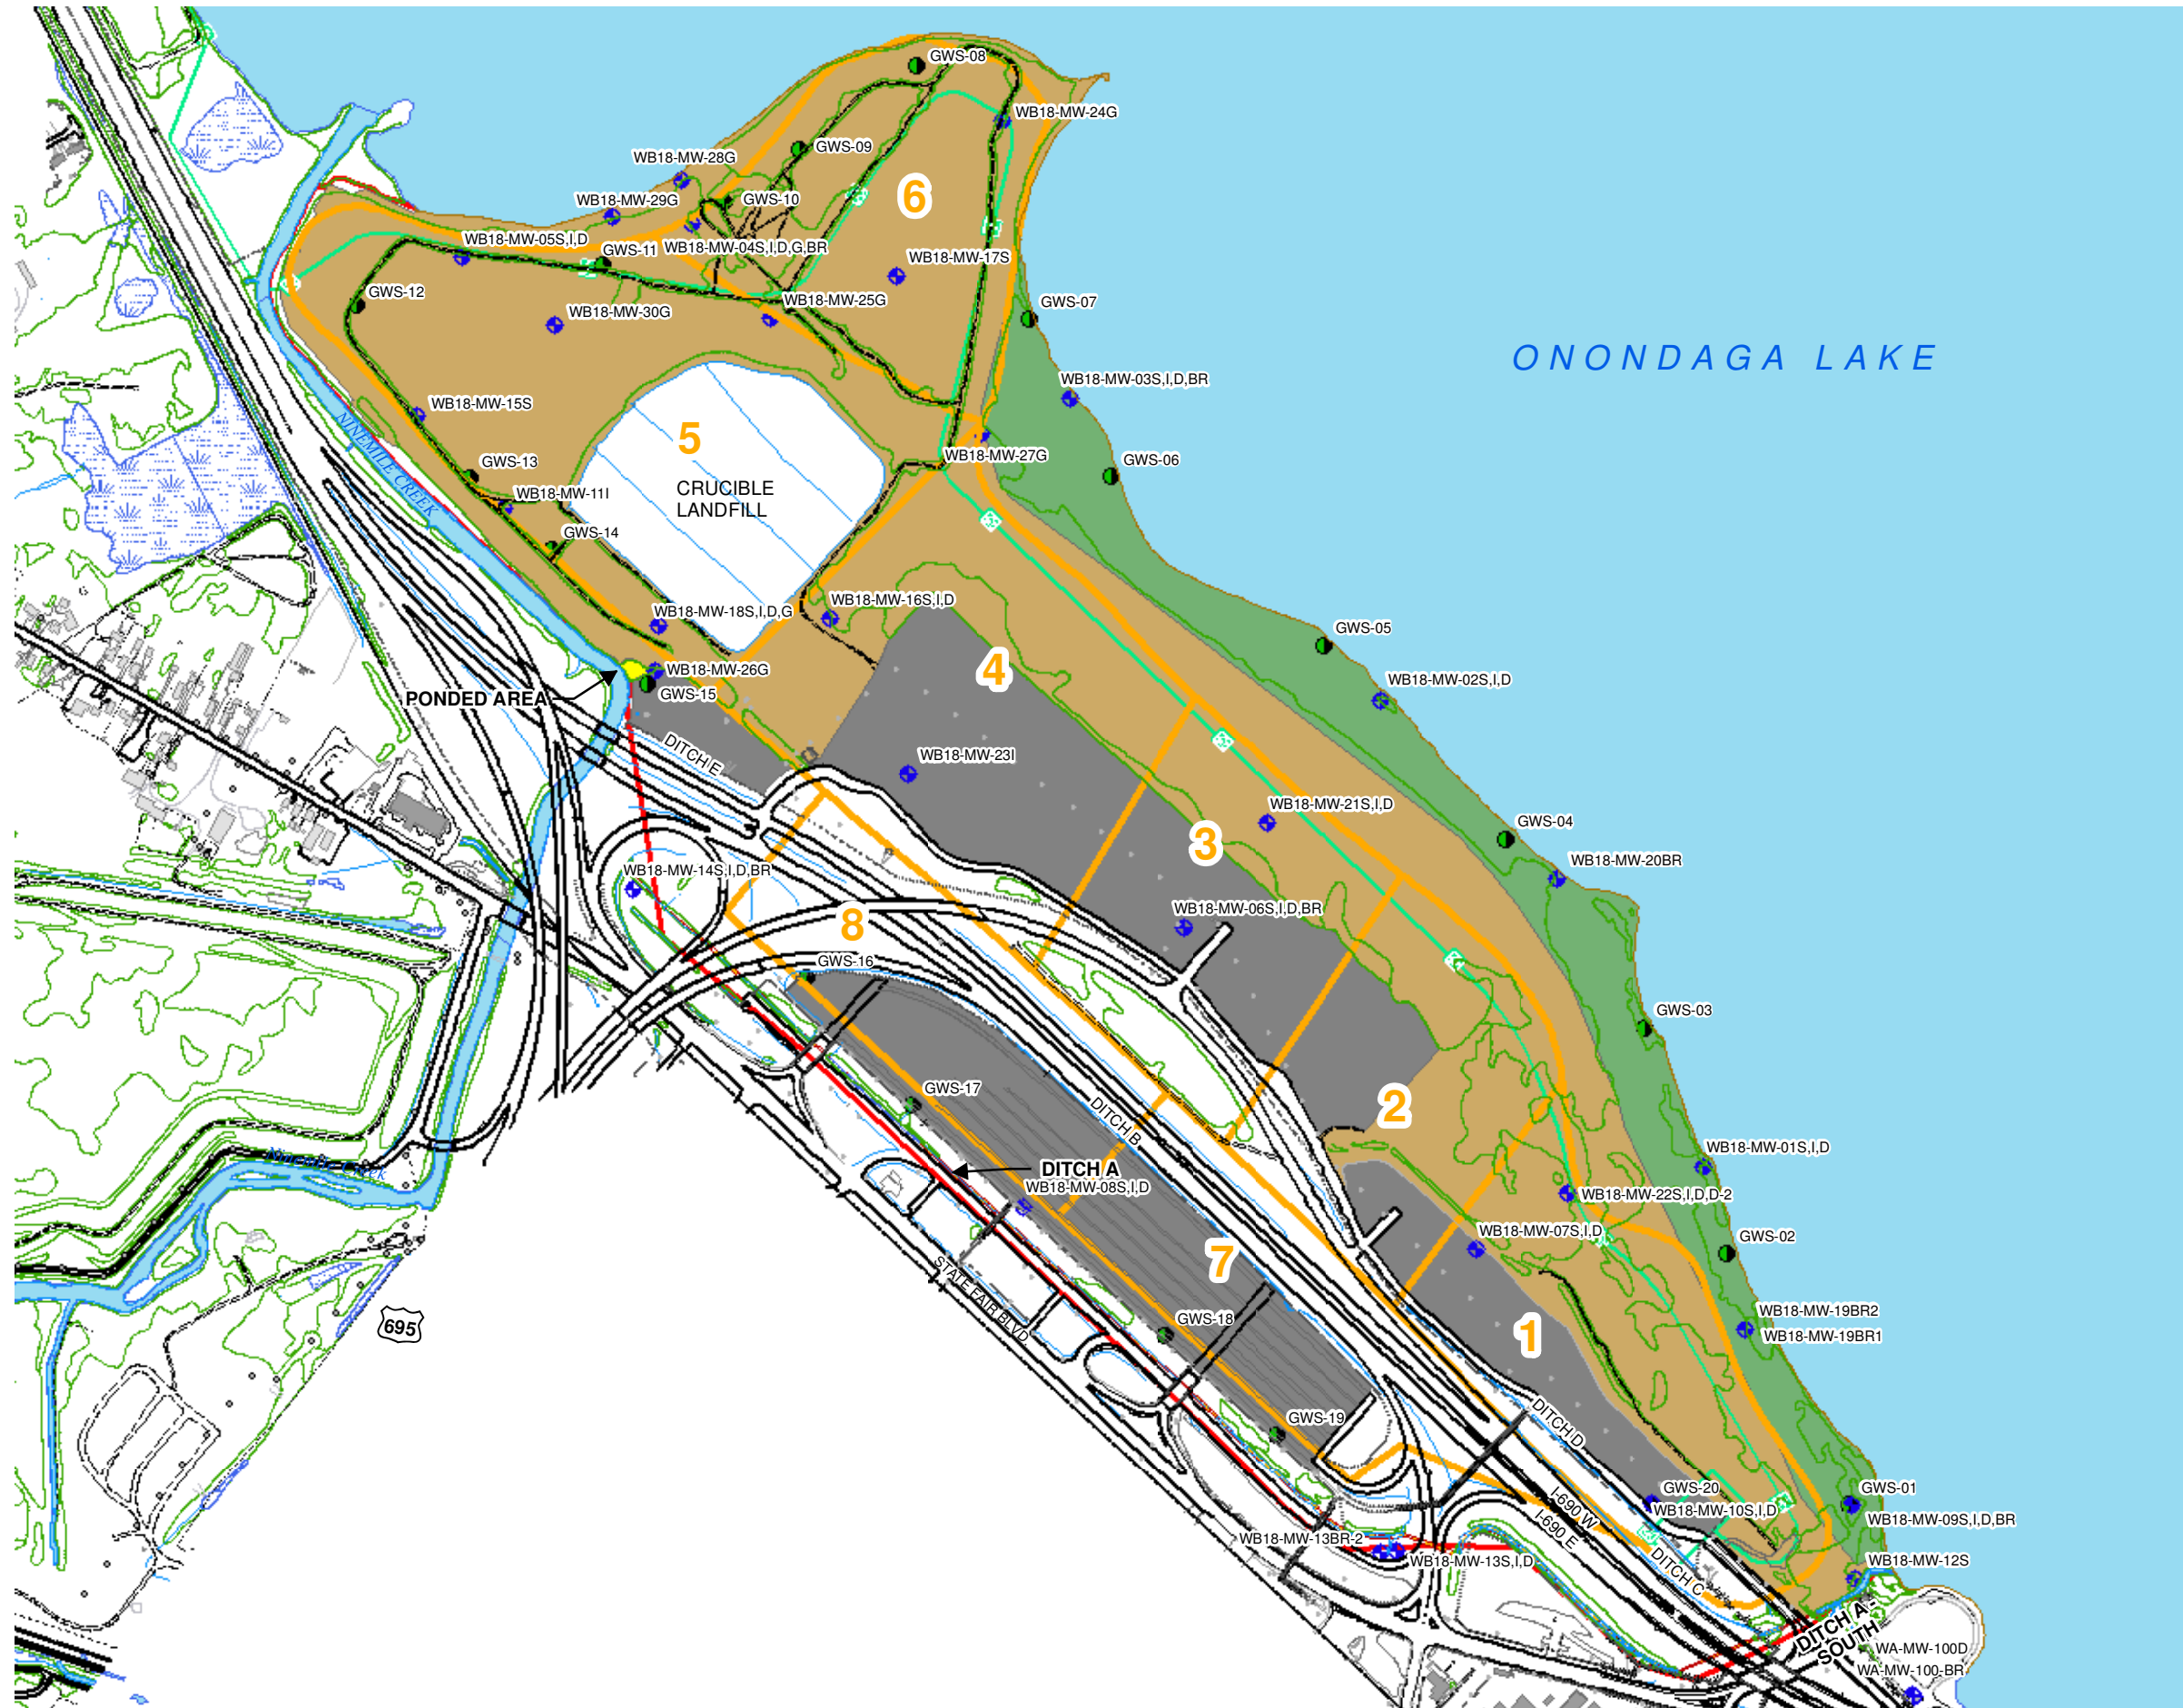 GWS-08
WB18-MW-24G
GWS-09
WB18-MW-28G
6
WB18-MW-29G
GWS-10
WB18-MW-05S,I,D
GWS-11
WB18-MW-04S,I,D,G,BR
WB18-MW-17S
GWS-12
WB18-MW-25G
WB18-MW-30G
GWS-07
ONONDAGA LAKE
WB18-MW-03S,I,D,BR
WB18-MW-15S
NINEMILE CREEK
5
WB18-MW-27G
GWS-13
GWS-06
CRUCIBLE
LANDFILL
WB18-MW-11I
GWS-14
WB18-MW-16S,I,D
WB18-MW-18S,I,D,G
GWS-05
WB18-MW-26G
4
WB18-MW-02S,I,D
GWS-15
PONDED AREA
DITCH E
WB18-MW-23I
WB18-MW-21S,I,D
3
GWS-04
WB18-MW-20BR
WB18-MW-14S,I,D,BR
WB18-MW-06S,I,D,BR
8
GWS-16
GWS-03
GWS-17
2
DITCH B
WB18-MW-01S,I,D
Ninemile Creek
DITCH A
WB18-MW-08S,I,D
WB18-MW-22S,I,D,D-2
WB18-MW-07S,I,D
GWS-02
7
STATE FAIR BLVD
695
GWS-18
WB18-MW-19BR2
WB18-MW-19BR1
1
GWS-19
DITCH D
GWS-20
WB18-MW-10S,I,D
GWS-01
WB18-MW-09S,I,D,BR
I-690 W
I-690 E
WB18-MW-13BR-2
WB18-MW-13S,I,D
DITCH C
WB18-MW-12S
DITCH A -
SOUTH
WA-MW-100D
WA-MW-100-BR